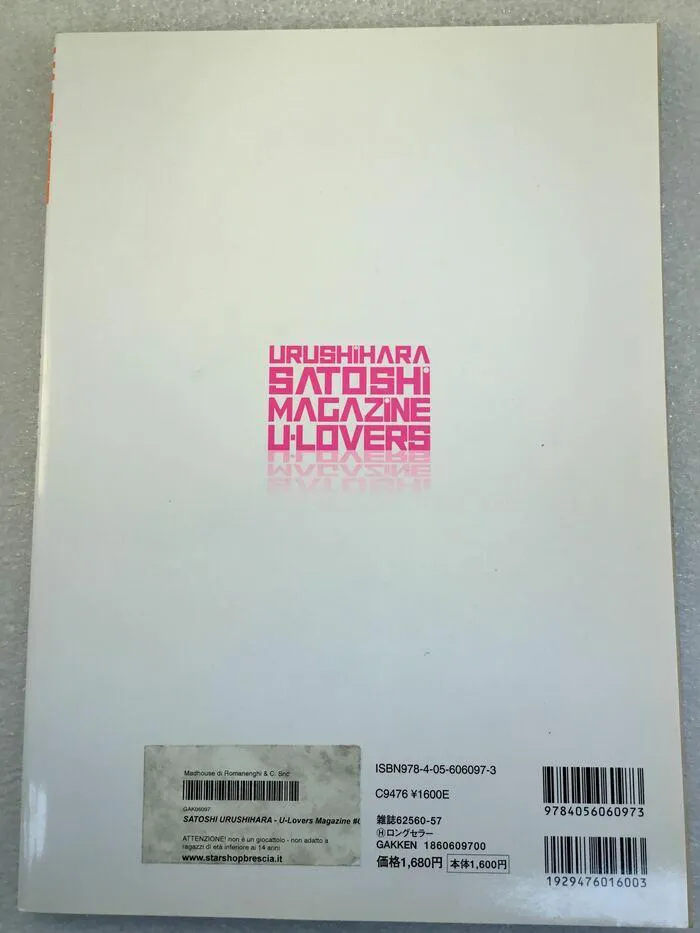 URUSHiHARA
SATOSHi
MAGAZiNE
U·LOVERS
Madhouse di Romanenghi & C. Snc
GAK06097
SATOSHI URUSHIHARA - U-Lovers Magazine
ATTENZIONE! non è un giocattolo - non adatto a
ragazzi di età inferiore ai 14 anni
www.starshopbrescia.it
ISBN978-4-05-606097-3
C9476 ¥1600E
雑誌62560-57
Ⓗロングセラー
GAKKEN 1860609700
価格1,680円 本体1,600円
9784056060973
1929476016003